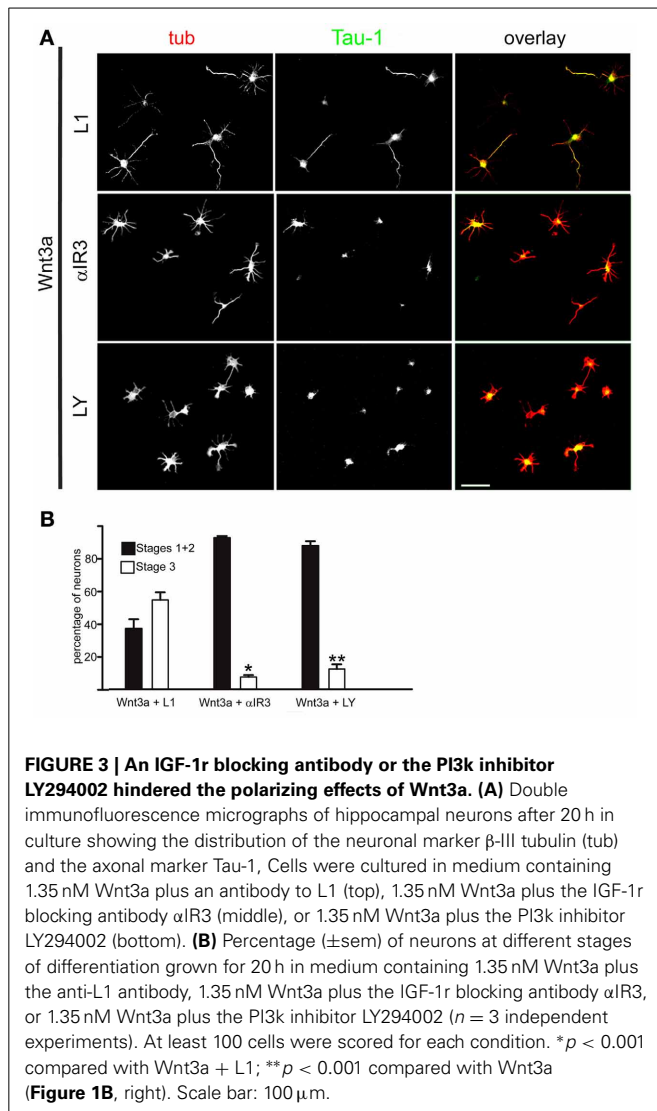 A
tub
Tau-1
overlay
Wnt3a
L1
αIR3
LY
B
percentage of neurons
80
60
40
20
Stages 1+2
Stage 3
*
**
Wnt3a + L1
Wnt3a + αIR3
Wnt3a + LY
FIGURE 3 | An IGF-1r blocking antibody or the PI3k inhibitor
LY294002 hindered the polarizing effects of Wnt3a. (A) Double
immunofluorescence micrographs of hippocampal neurons after 20 h in
culture showing the distribution of the neuronal marker β-III tubulin (tub)
and the axonal marker Tau-1, Cells were cultured in medium containing
1.35 nM Wnt3a plus an antibody to L1 (top), 1.35 nM Wnt3a plus the IGF-1r
blocking antibody αIR3 (middle), or 1.35 nM Wnt3a plus the PI3k inhibitor
LY294002 (bottom). (B) Percentage (±sem) of neurons at different stages
of differentiation grown for 20 h in medium containing 1.35 nM Wnt3a plus
the anti-L1 antibody, 1.35 nM Wnt3a plus the IGF-1r blocking antibody αIR3,
or 1.35 nM Wnt3a plus the PI3k inhibitor LY294002 (n = 3 independent
experiments). At least 100 cells were scored for each condition. *p < 0.001
compared with Wnt3a + L1; **p < 0.001 compared with Wnt3a
(Figure 1B, right). Scale bar: 100 μm.